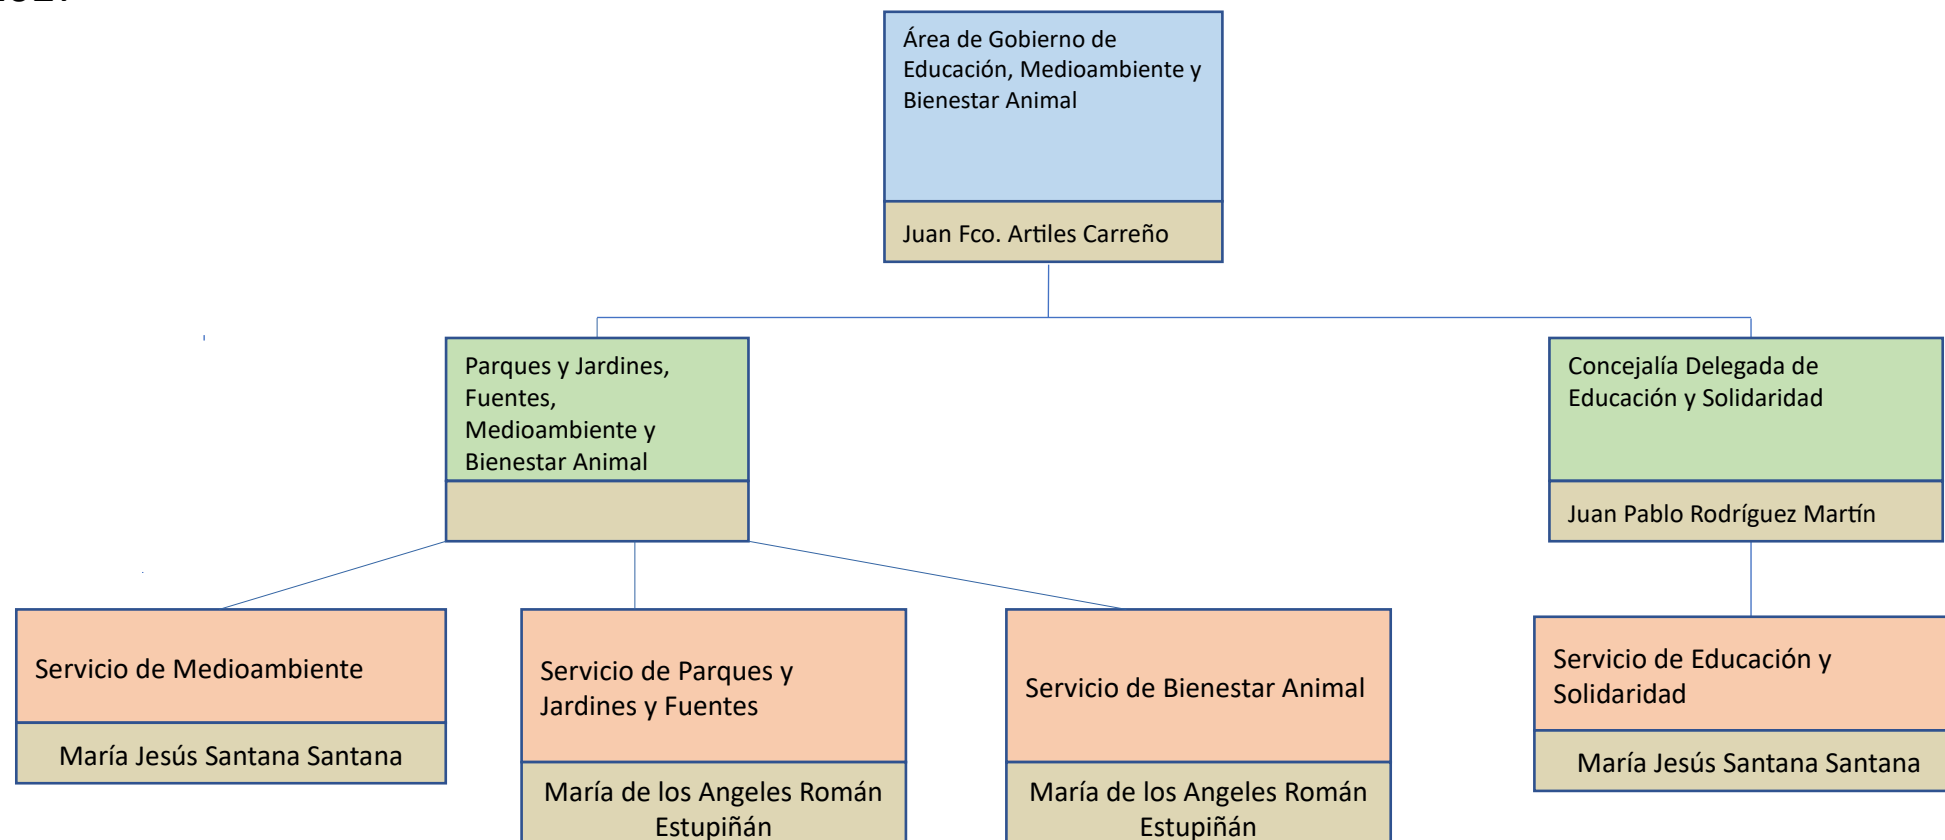 Área de Gobierno de
Educación, Medioambiente y
Bienestar Animal
Juan Fco. Artiles Carreño
Parques y Jardines,
Fuentes,
Medioambiente y
Bienestar Animal
Concejalía Delegada de
Educación y Solidaridad
Juan Pablo Rodríguez Martín
Servicio de Medioambiente
María Jesús Santana Santana
Servicio de Parques y
Jardines y Fuentes
María de los Angeles Román
Estupiñán
Servicio de Bienestar Animal
María de los Angeles Román
Estupiñán
Servicio de Educación y
Solidaridad
María Jesús Santana Santana